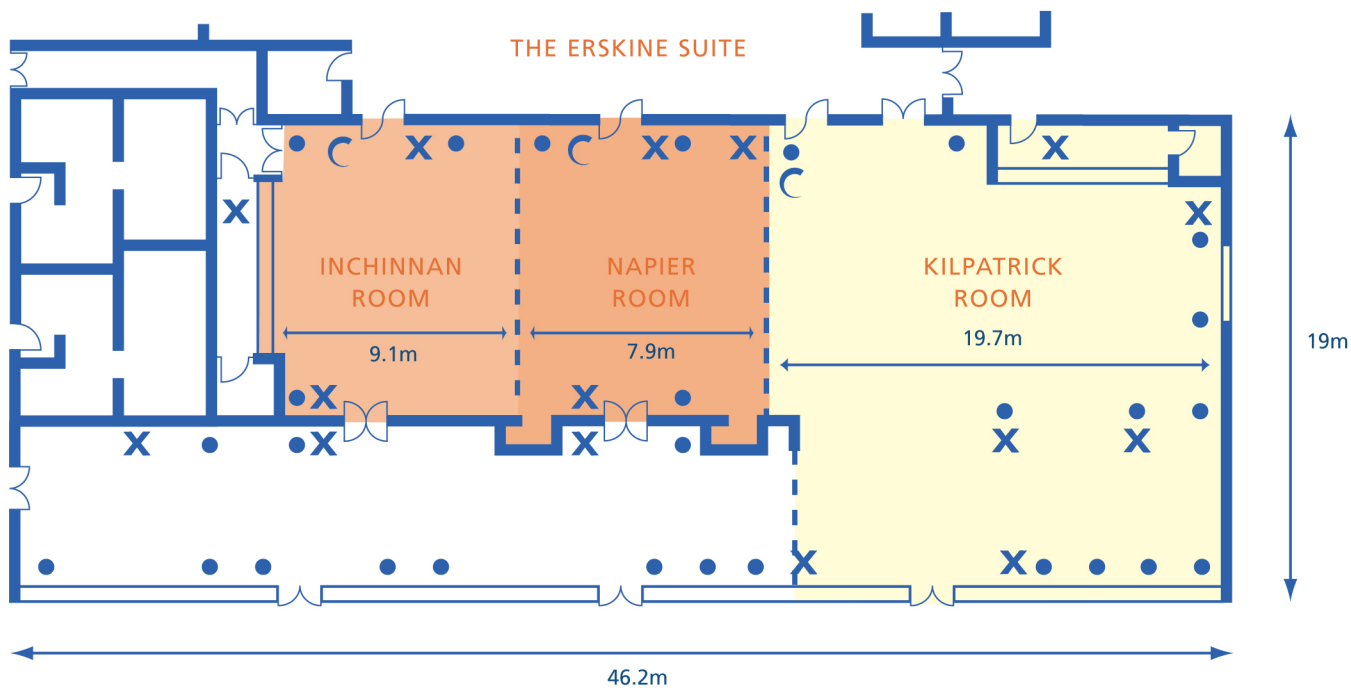 THE ERSKINE SUITE
INCHINNAN
ROOM
NAPIER
ROOM
KILPATRICK
ROOM
9.1m
7.9m
19.7m
19m
46.2m